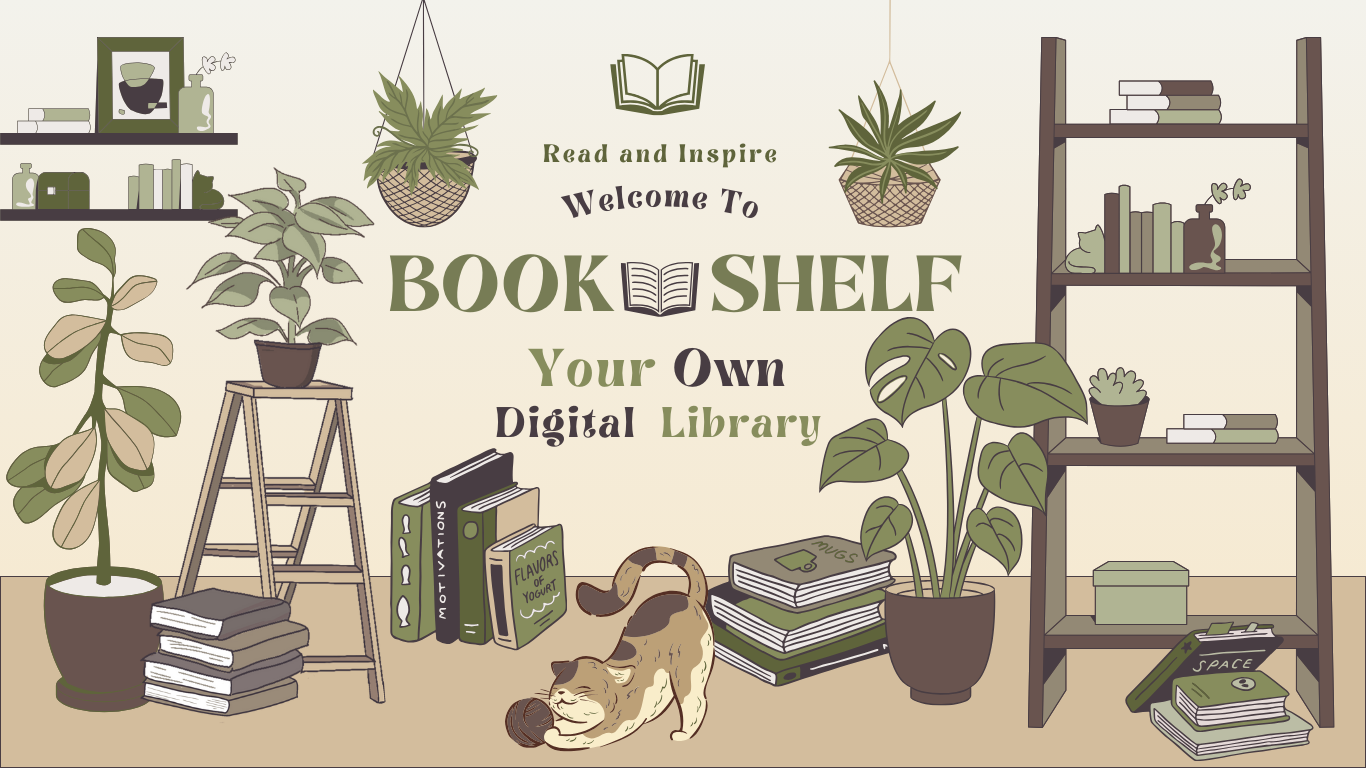 Read and Inspire
Welcome To
BOOK SHELF
Your Own
Digital Library
MOTIVATIONS
FLAVORS
OF
YOGURT
MUGS
SPACE